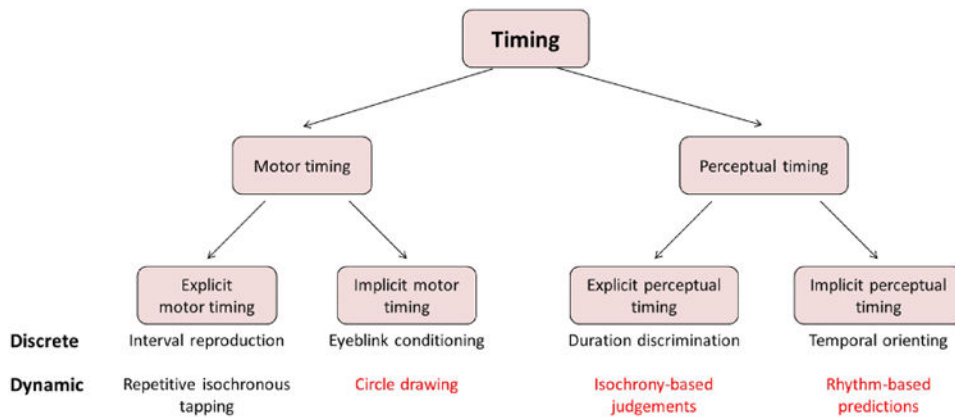 Timing
Motor timing
Perceptual timing
Explicit
motor timing
Implicit motor
timing
Explicit perceptual
timing
Implicit perceptual
timing
Discrete
Interval reproduction
Eyeblink conditioning
Duration discrimination
Temporal orienting
Dynamic
Repetitive isochronous
tapping
Circle drawing
Isochrony-based
judgements
Rhythm-based
predictions